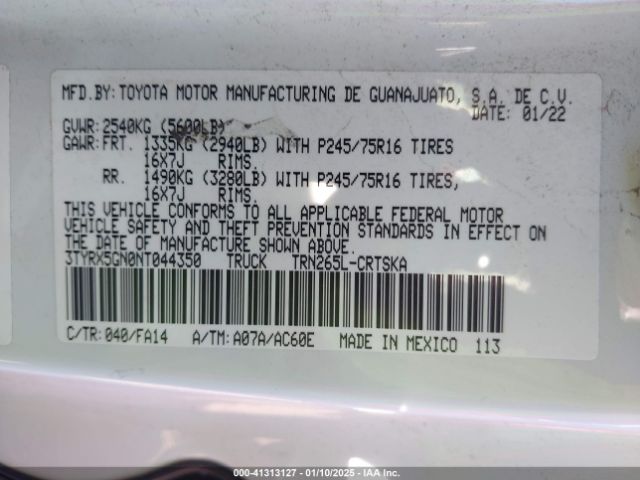 MFD.BY: TOYOTA MOTOR MANUFACTURING DE GUANAJUATO, S.A. DE C.V.
DATE: 01/22
GVWR: 2540KG (5600LB)
GAWR: FRT. 1335KG (2940LB) WITH P245/75R16 TIRES
16X7J RIMS.
RR. 1490KG (3280LB) WITH P245/75R16 TIRES,
16X7J RIMS.
THIS VEHICLE CONFORMS TO ALL APPLICABLE FEDERAL MOTOR
VEHICLE SAFETY AND THEFT PREVENTION STANDARDS IN EFFECT ON
THE DATE OF MANUFACTURE SHOWN ABOVE.
3TYRX5GN0NT044350 TRUCK TRN265L-CRTSKA
C/TR: 040/FA14 A/TM: A07A/AC60E MADE IN MEXICO 113
000-41313127 - 01/10/2025 - COPART/IAA